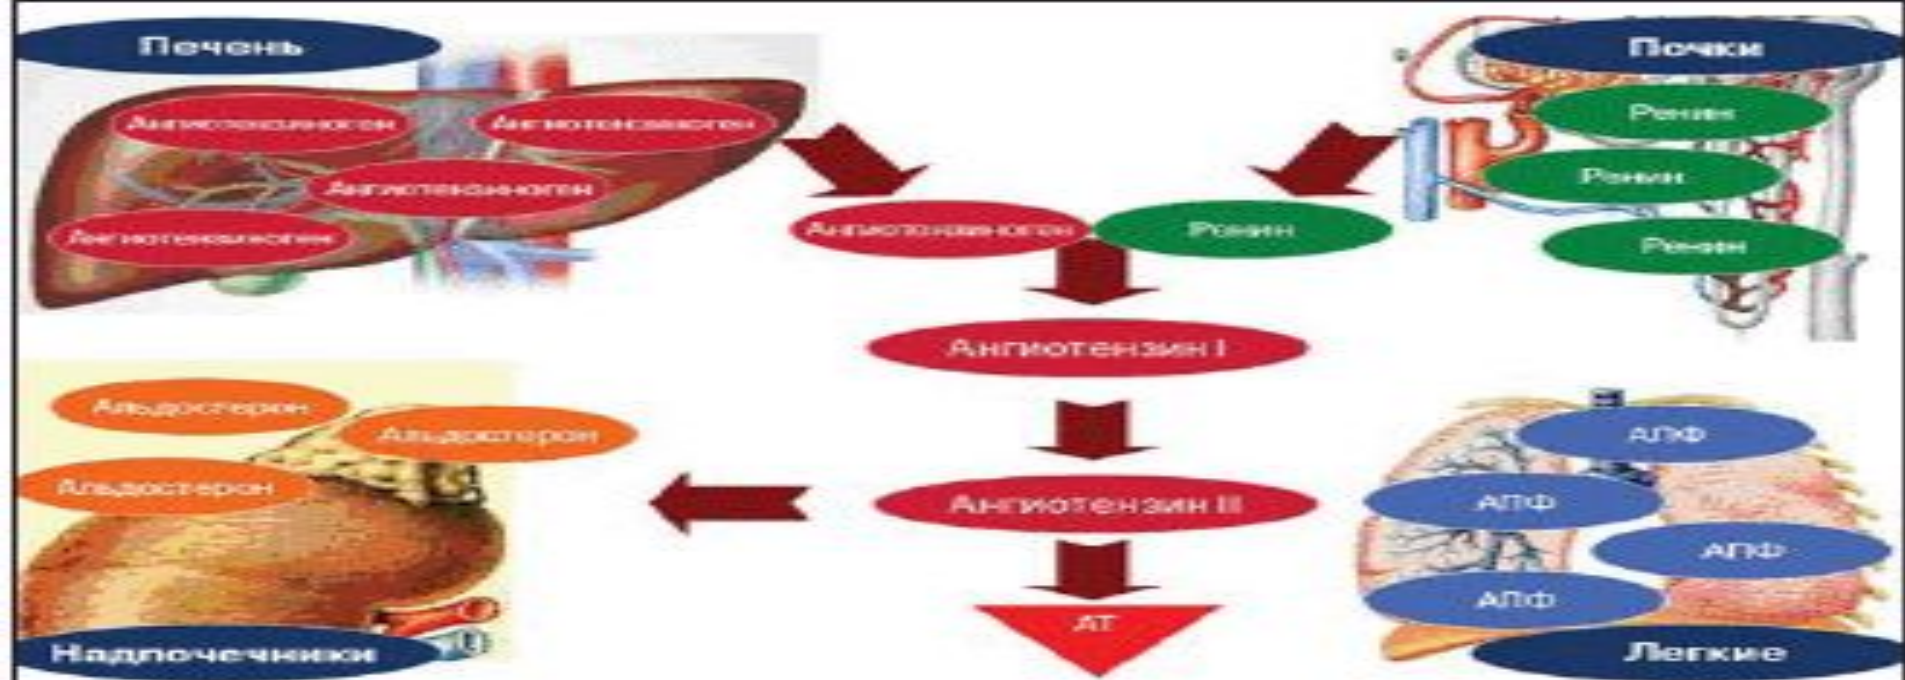 Печень
Почки
Ангиотензиноген
Ангиотензиноген
Ангиотензиноген
Ангиотензиноген
Ренин
Ренин
Ренин
Ангиотензиноген
Ренин
Ангиотензин I
Альдостерон
Альдостерон
Альдостерон
Ангиотензин II
АПФ
АПФ
АПФ
АПФ
АТ
Надпочечники
Легкие